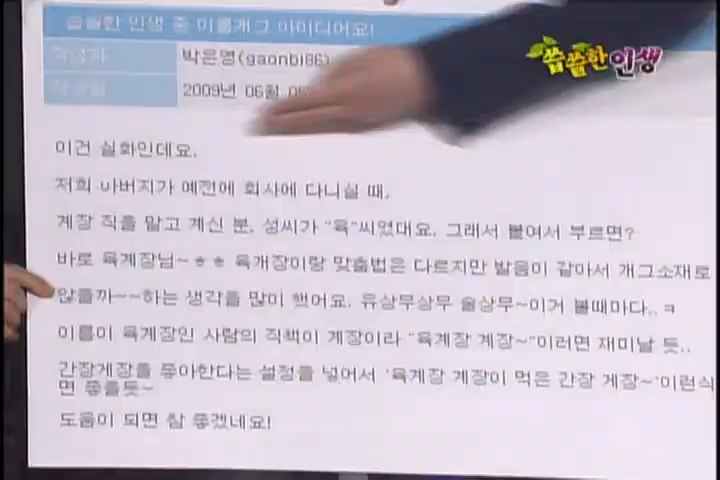 씁쓸한 인생 중 이름개그 아이디어요!
씁쓸한인생
작성자 박은영(gaonbi86)
작성일 2009년 06월
이건 실화인데요.
저희 아버지가 예전에 회사에 다니실 때,
계장 직을 맡고 계신 분, 성씨가 "육"씨였대요. 그래서 붙여서 부르면?
바로 육계장님~ㅎㅎ 육개장이랑 맞춤법은 다르지만 발음이 같아서 개그소재로
않을까~~하는 생각을 많이 했어요. 유상무상무 술상무~이거 볼때마다..ㅋ
이름이 육계장인 사람의 직책이 계장이라 "육계장 계장~"이러면 재미날 듯..
간장게장을 좋아한다는 설정을 넣어서 '육계장 계장이 먹은 간장 게장~'이런식
면 좋을듯~
도움이 되면 참 좋겠네요!